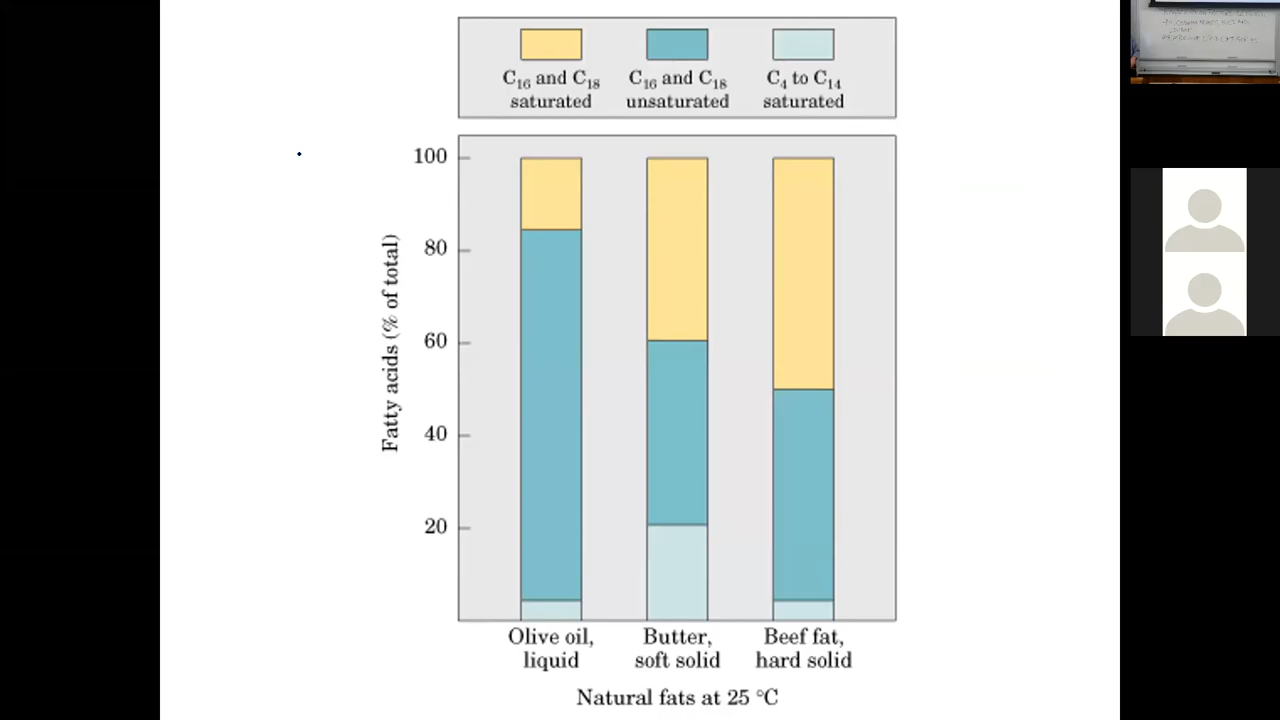 C16 and C18
saturated
C16 and C18
unsaturated
C4 to C14
saturated
Fatty acids (% of total)
100
80
60
40
20
Olive oil,
liquid
Butter,
soft solid
Beef fat,
hard solid
Natural fats at 25 °C